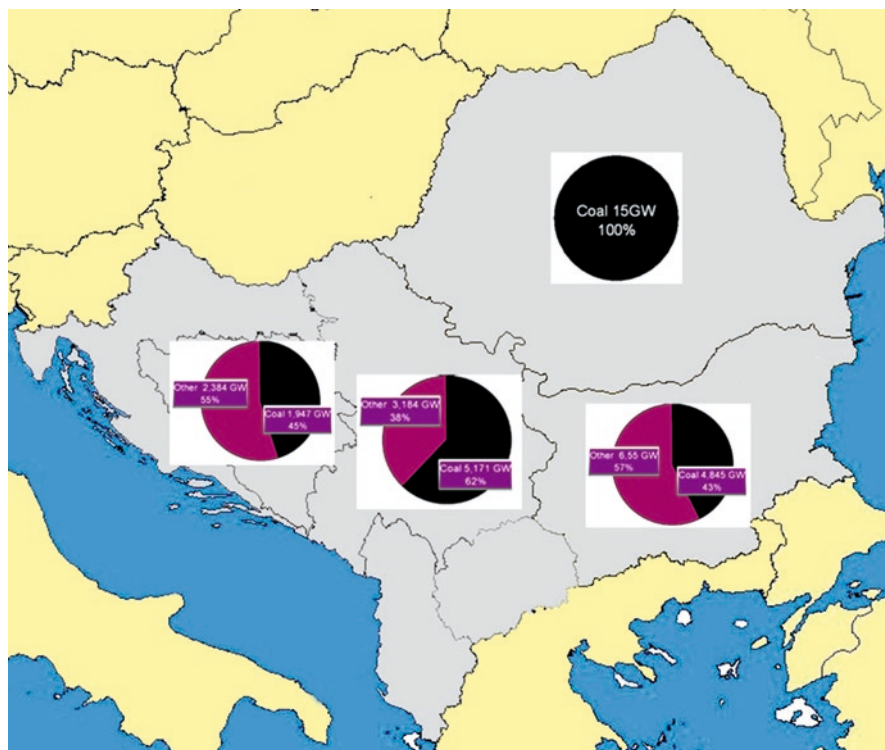 Coal 15GW
100%
Other 2,384 GW
55%
Coal 1,947 GW
45%
Other 3,184 GW
38%
Coal 5,171 GW
62%
Other 6,55 GW
57%
Coal 4,845 GW
43%